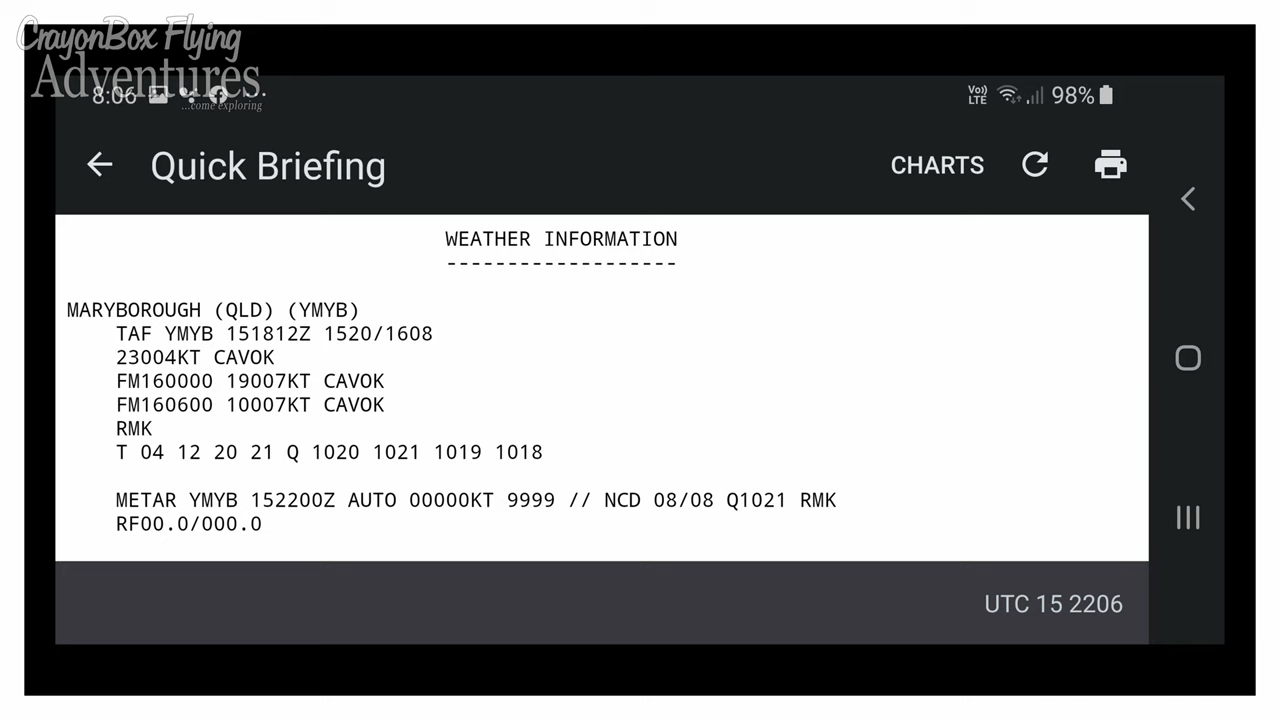 CrayonBox Flying
Adventures
...come exploring
8:06
Vo))
LTE
98%
Quick Briefing
CHARTS
WEATHER INFORMATION
-------------------
MARYBOROUGH (QLD) (YMYB)
TAF YMYB 151812Z 1520/1608
23004KT CAVOK
FM160000 19007KT CAVOK
FM160600 10007KT CAVOK
RMK
T 04 12 20 21 Q 1020 1021 1019 1018
METAR YMYB 152200Z AUTO 00000KT 9999 // NCD 08/08 Q1021 RMK
RF00.0/000.0
UTC 15 2206